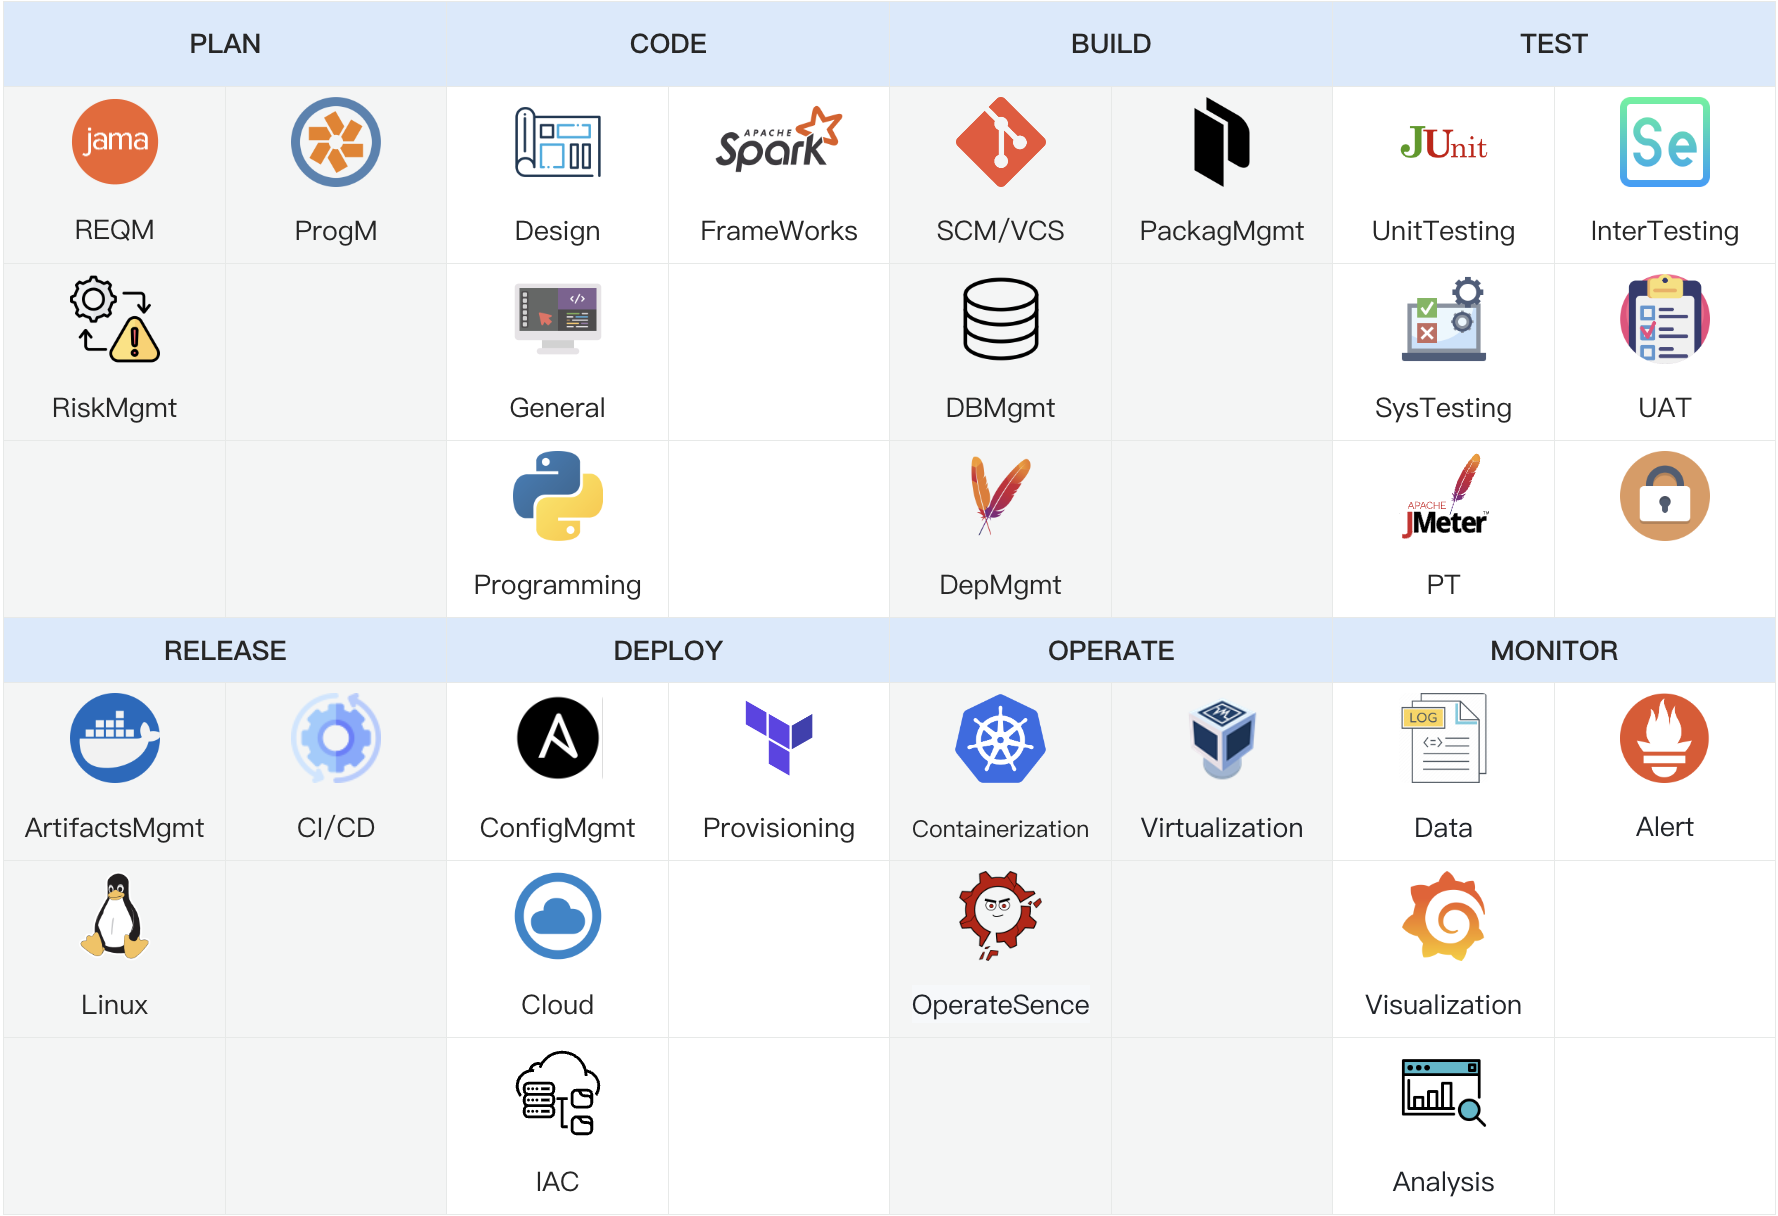 PLAN
CODE
BUILD
TEST
jama
APACHE
Spark
JUnit
Se
REQM
ProgM
Design
FrameWorks
SCM/VCS
PackagMgmt
UnitTesting
InterTesting
</>
RiskMgmt
General
DBMgmt
SysTesting
UAT
APACHE
JMeter™
Programming
DepMgmt
PT
RELEASE
DEPLOY
OPERATE
MONITOR
LOG
<=>
ArtifactsMgmt
CI/CD
ConfigMgmt
Provisioning
Containerization
Virtualization
Data
Alert
Linux
Cloud
OperateSence
Visualization
IAC
Analysis